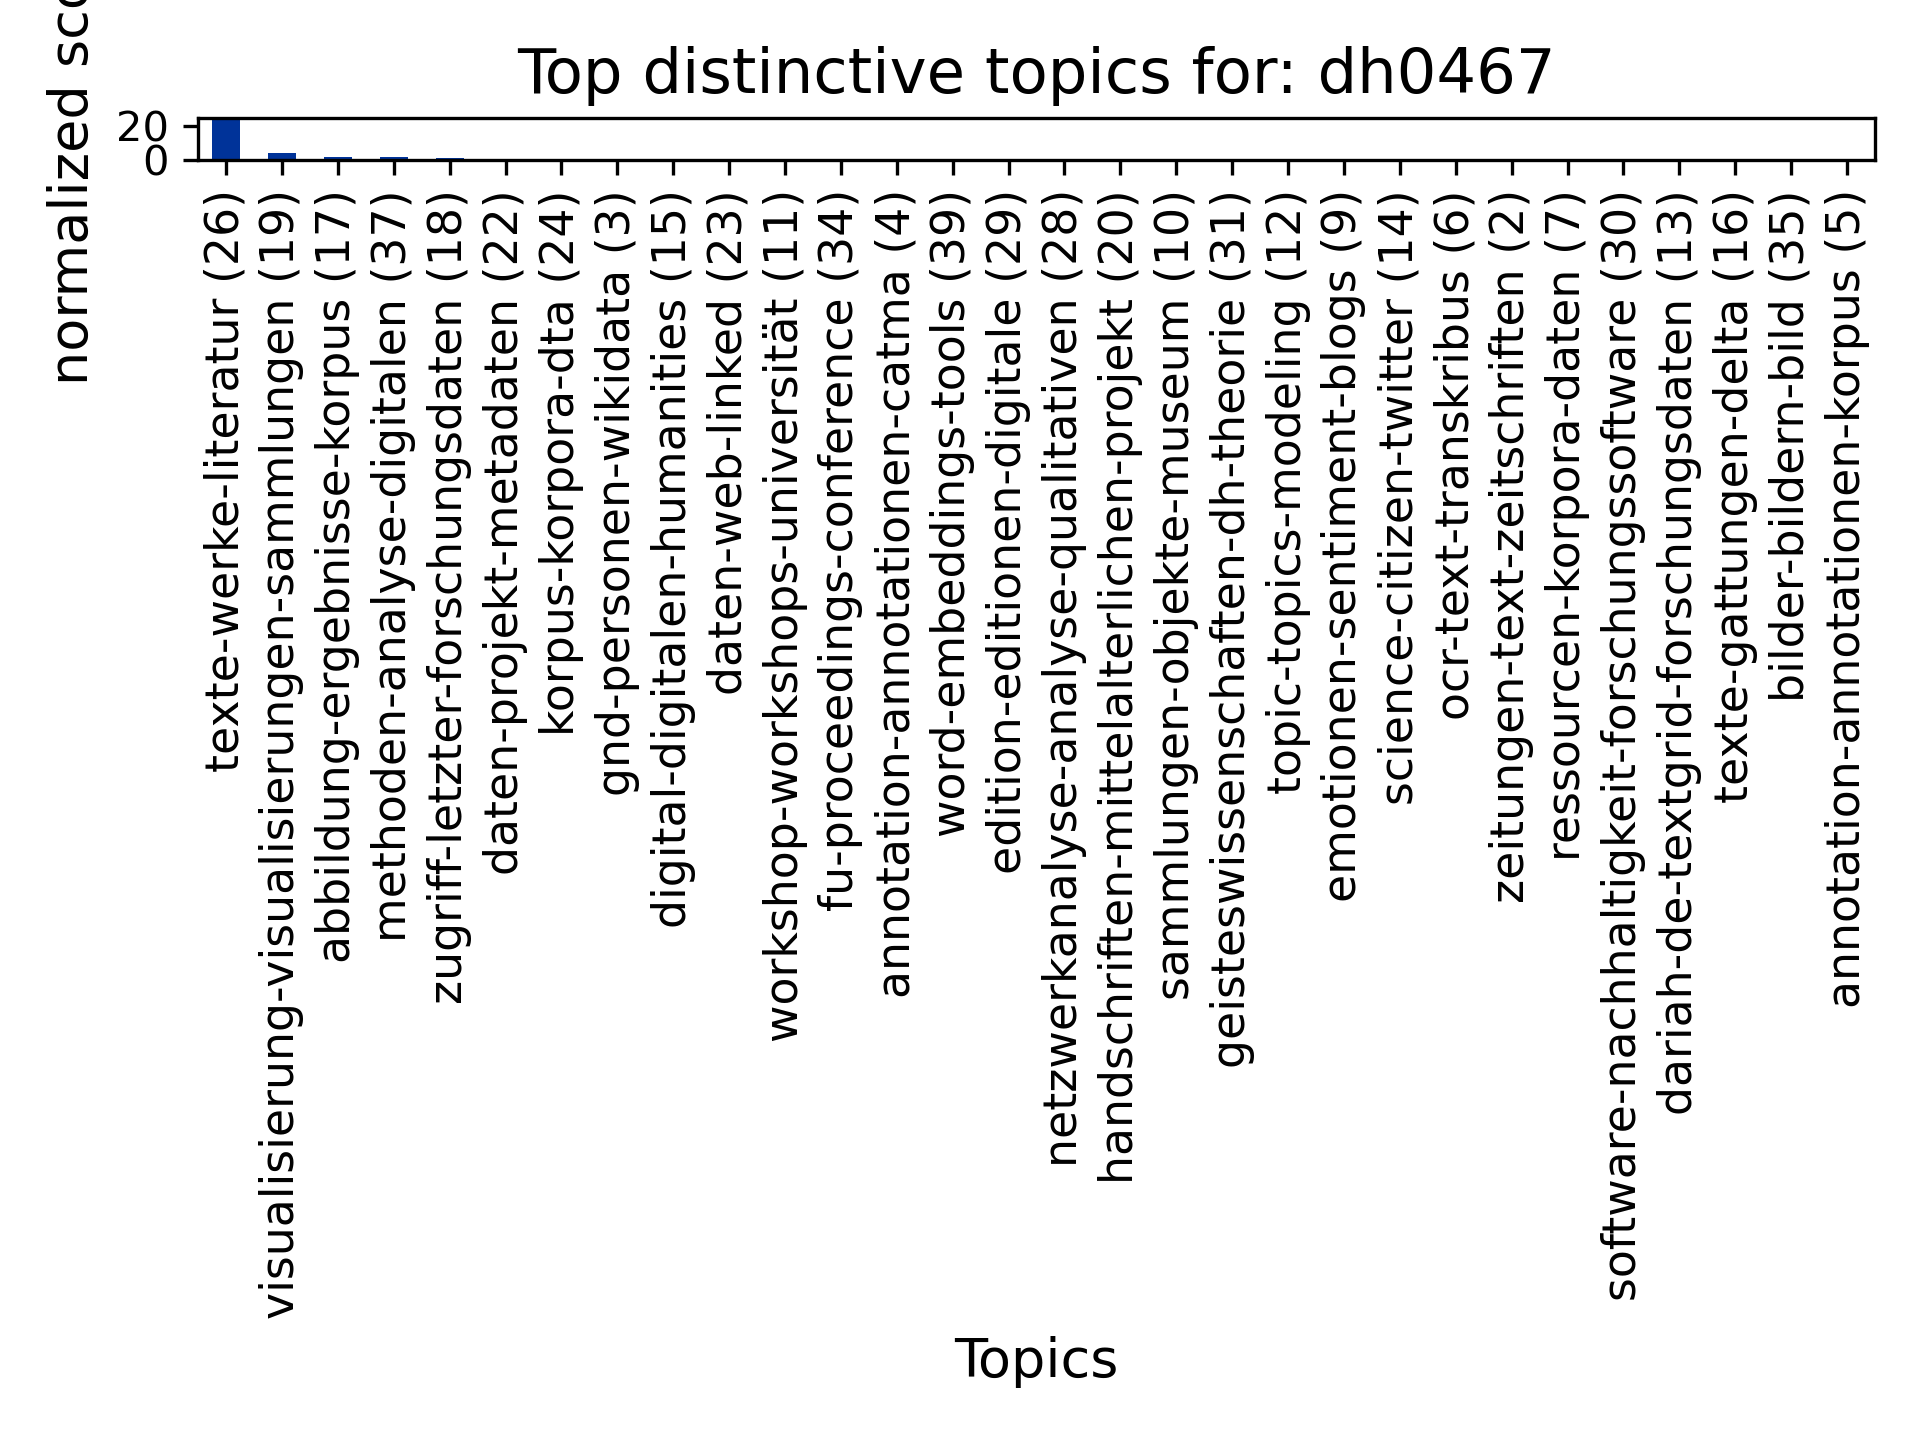 Top distinctive topics for: dh0467
normalized
20
0
texte-werke-literatur (26)
visualisierung-visualisierungen-sammlungen (19)
abbildung-ergebnisse-korpus (17)
methoden-analyse-digitalen (37)
zugriff-letzter-forschungsdaten (18)
daten-projekt-metadaten (22)
korpus-korpora-dta (24)
gnd-personen-wikidata (3)
digital-digitalen-humanities (15)
daten-web-linked (23)
workshop-workshops-universität (11)
fu-proceedings-conference (34)
annotation-annotationen-catma (4)
word-embeddings-tools (39)
edition-editionen-digitale (29)
netzwerkanalyse-analyse-qualitativen (28)
handschriften-mittelalterlichen-projekt (20)
sammlungen-objekte-museum (10)
geisteswissenschaften-dh-theorie (31)
topic-topics-modeling (12)
emotionen-sentiment-blogs (9)
science-citizen-twitter (14)
ocr-text-transkribus (6)
zeitungen-text-zeitschriften (2)
ressourcen-korpora-daten (7)
software-nachhaltigkeit-forschungssoftware (30)
dariah-de-textgrid-forschungsdaten (13)
texte-gattungen-delta (16)
bilder-bildern-bild (35)
annotation-annotationen-korpus (5)
Topics